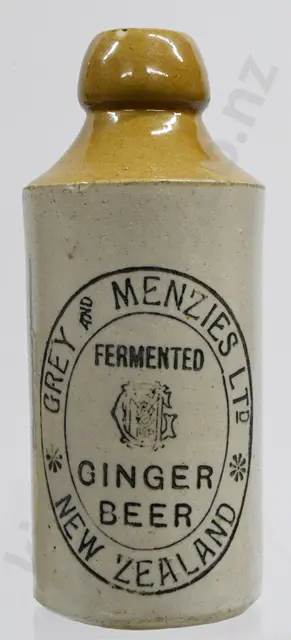 GREY AND MENZIES LTD
FERMENTED
GINGER
BEER
NEW ZEALAND